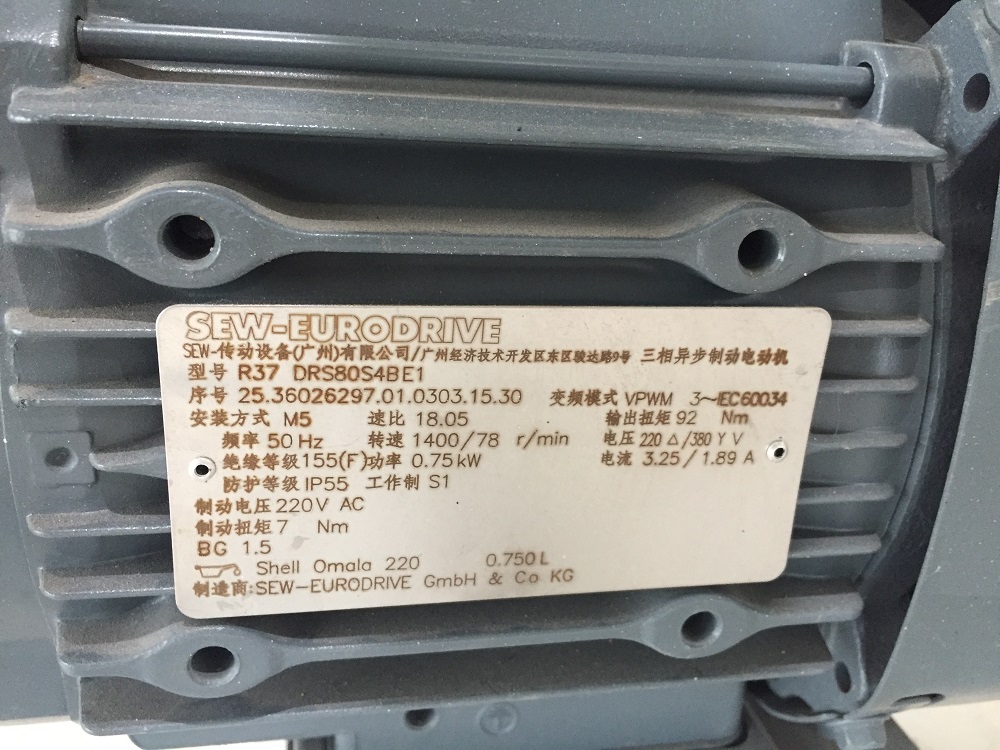 SEW-EURODRIVE
SEW-传动设备(广州)有限公司/广州经济技术开发区东区骏达路9号 三相异步制动电动机
型号 R37 DRS80S4BE1
序号 25.36026297.01.0303.15.30 变频模式 VPWM 3~IEC60034
安装方式 M5 速比 18.05 输出扭矩 92 Nm
频率 50 Hz 转速 1400/78 r/min 电压 220 △/380 Y V
绝缘等级 155(F) 功率 0.75 kW 电流 3.25/1.89 A
防护等级 IP55 工作制 S1
制动电压 220V AC
制动扭矩 7 Nm
BG 1.5
Shell Omala 220 0.750 L
制造商:SEW-EURODRIVE GmbH & Co KG